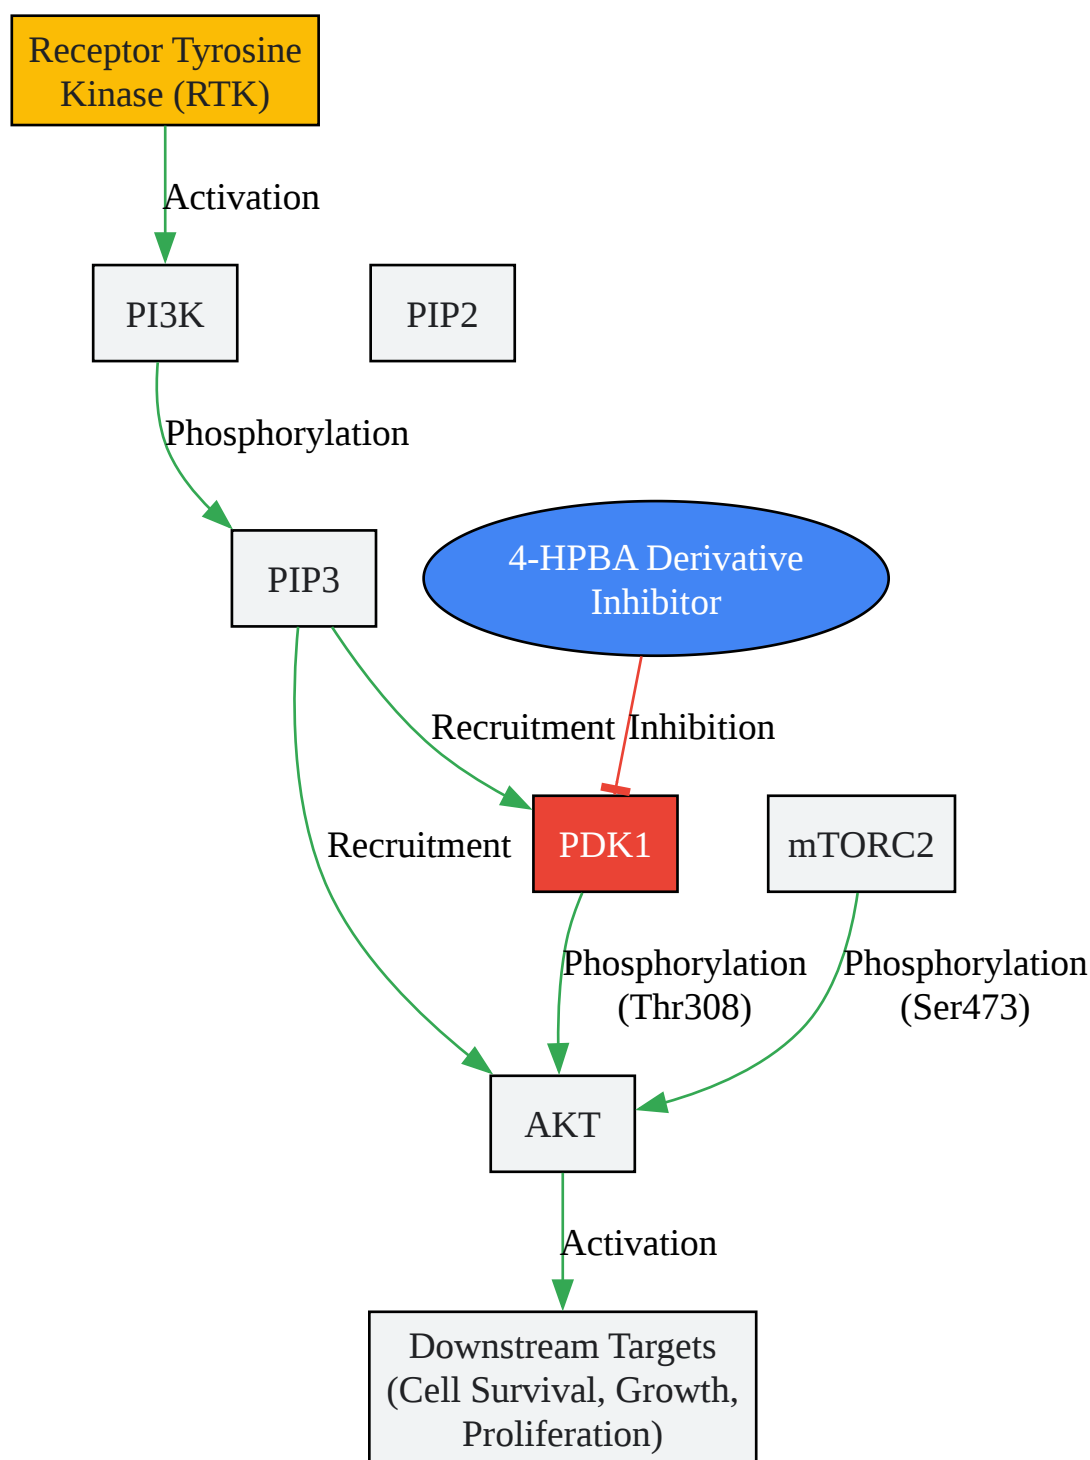 Receptor Tyrosine
Kinase (RTK)
Activation
PI3K
PIP2
Phosphorylation
PIP3
4-HPBA Derivative
Inhibitor
Recruitment
Inhibition
Recruitment
PDK1
mTORC2
Phosphorylation
(Thr308)
Phosphorylation
(Ser473)
AKT
Activation
Downstream Targets
(Cell Survival, Growth,
Proliferation)